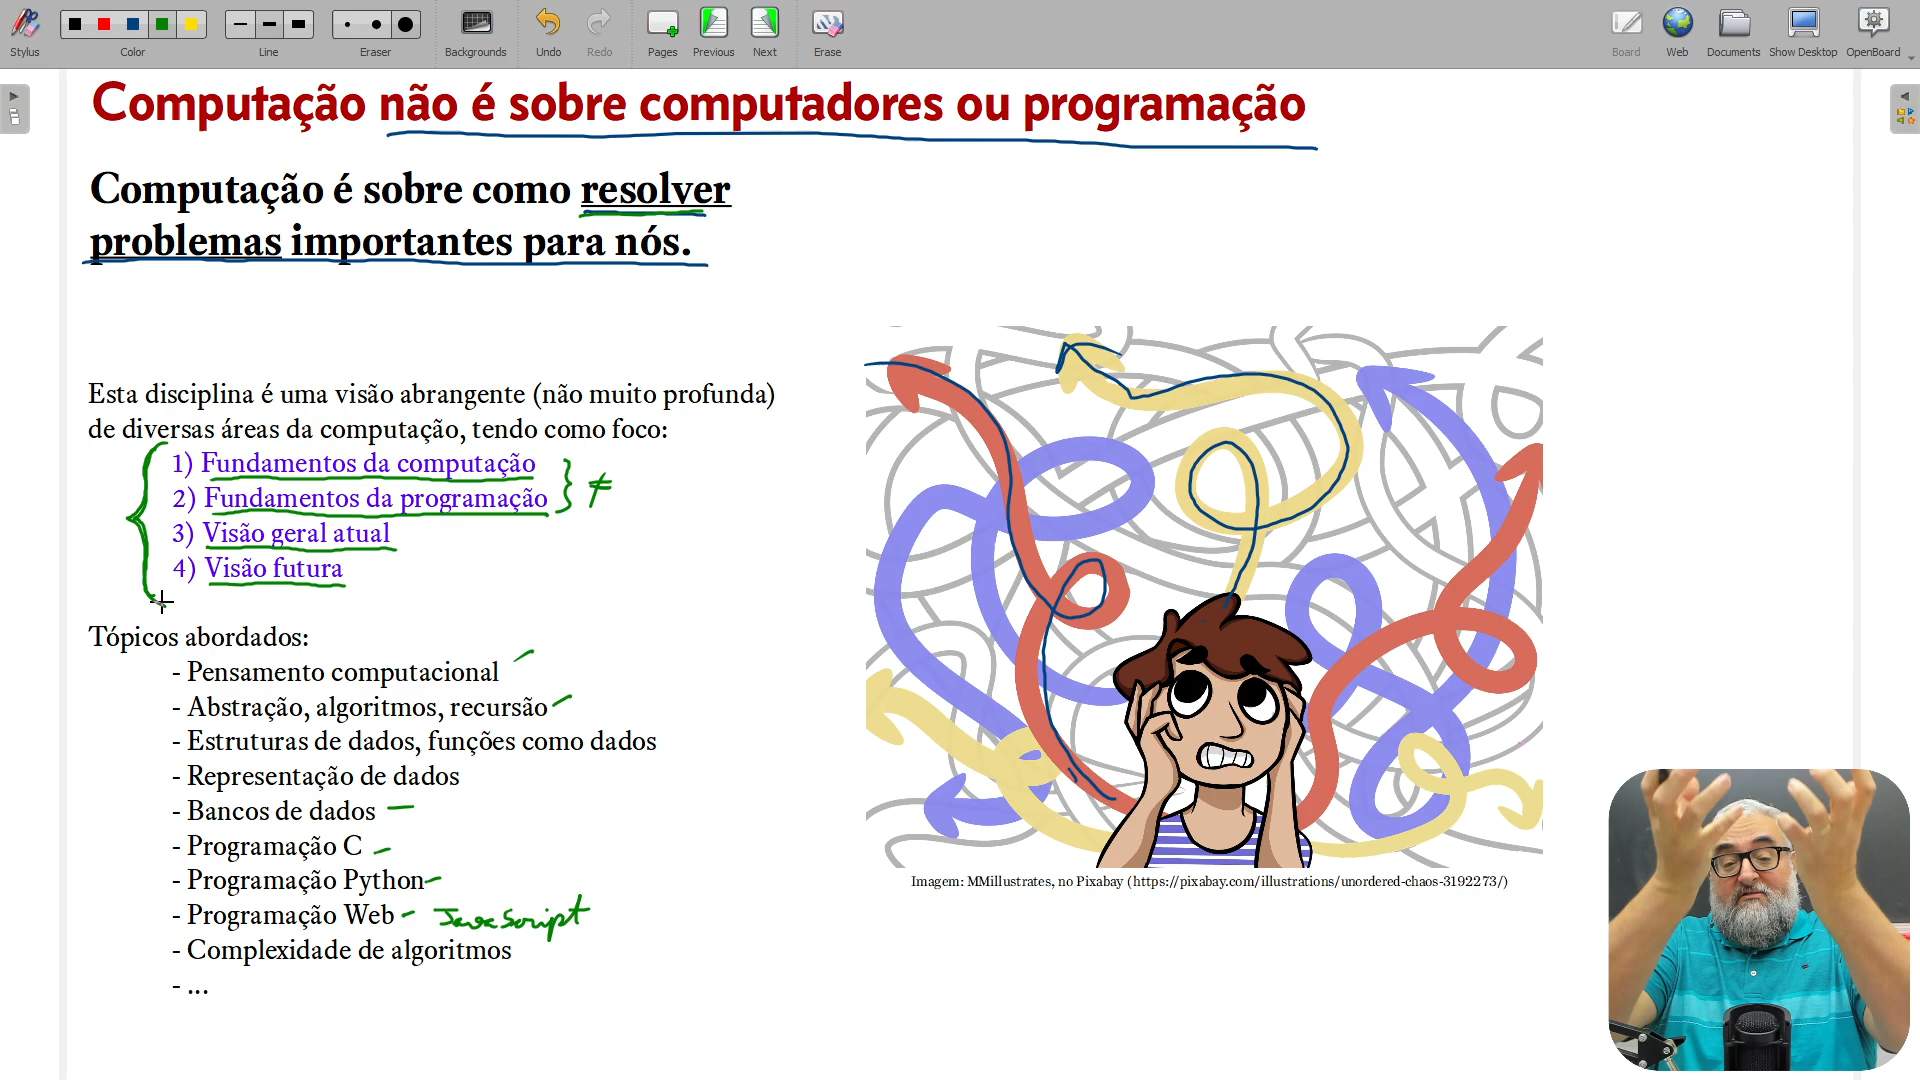 Stylus
Color
Line
Eraser
Backgrounds
Undo
Redo
Pages
Previous
Next
Erase
Board
Web
Documents
Show Desktop
OpenBoard
Computação não é sobre computadores ou programação
Computação é sobre como resolver
problemas importantes para nós.
Esta disciplina é uma visão abrangente (não muito profunda)
de diversas áreas da computação, tendo como foco:
1) Fundamentos da computação
2) Fundamentos da programação } ≠
3) Visão geral atual
4) Visão futura
Tópicos abordados:
- Pensamento computacional
- Abstração, algoritmos, recursão
- Estruturas de dados, funções como dados
- Representação de dados
- Bancos de dados
- Programação C
- Programação Python
- Programação Web - JavaScript
- Complexidade de algoritmos
- ...
Imagem: MMillustrates, no Pixabay (https://pixabay.com/illustrations/unordered-chaos-3192273/)